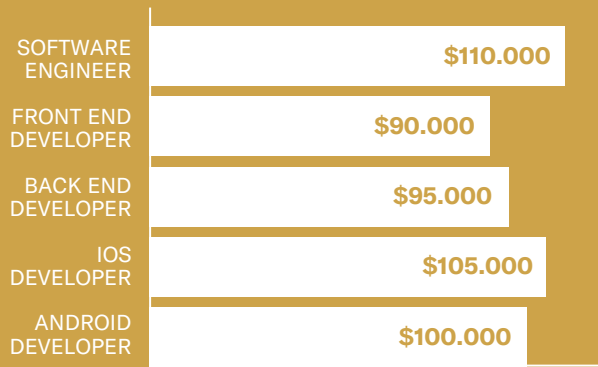 SOFTWARE
ENGINEER
$110.000
FRONT END
DEVELOPER
$90.000
BACK END
DEVELOPER
$95.000
IOS
DEVELOPER
$105.000
ANDROID
DEVELOPER
$100.000